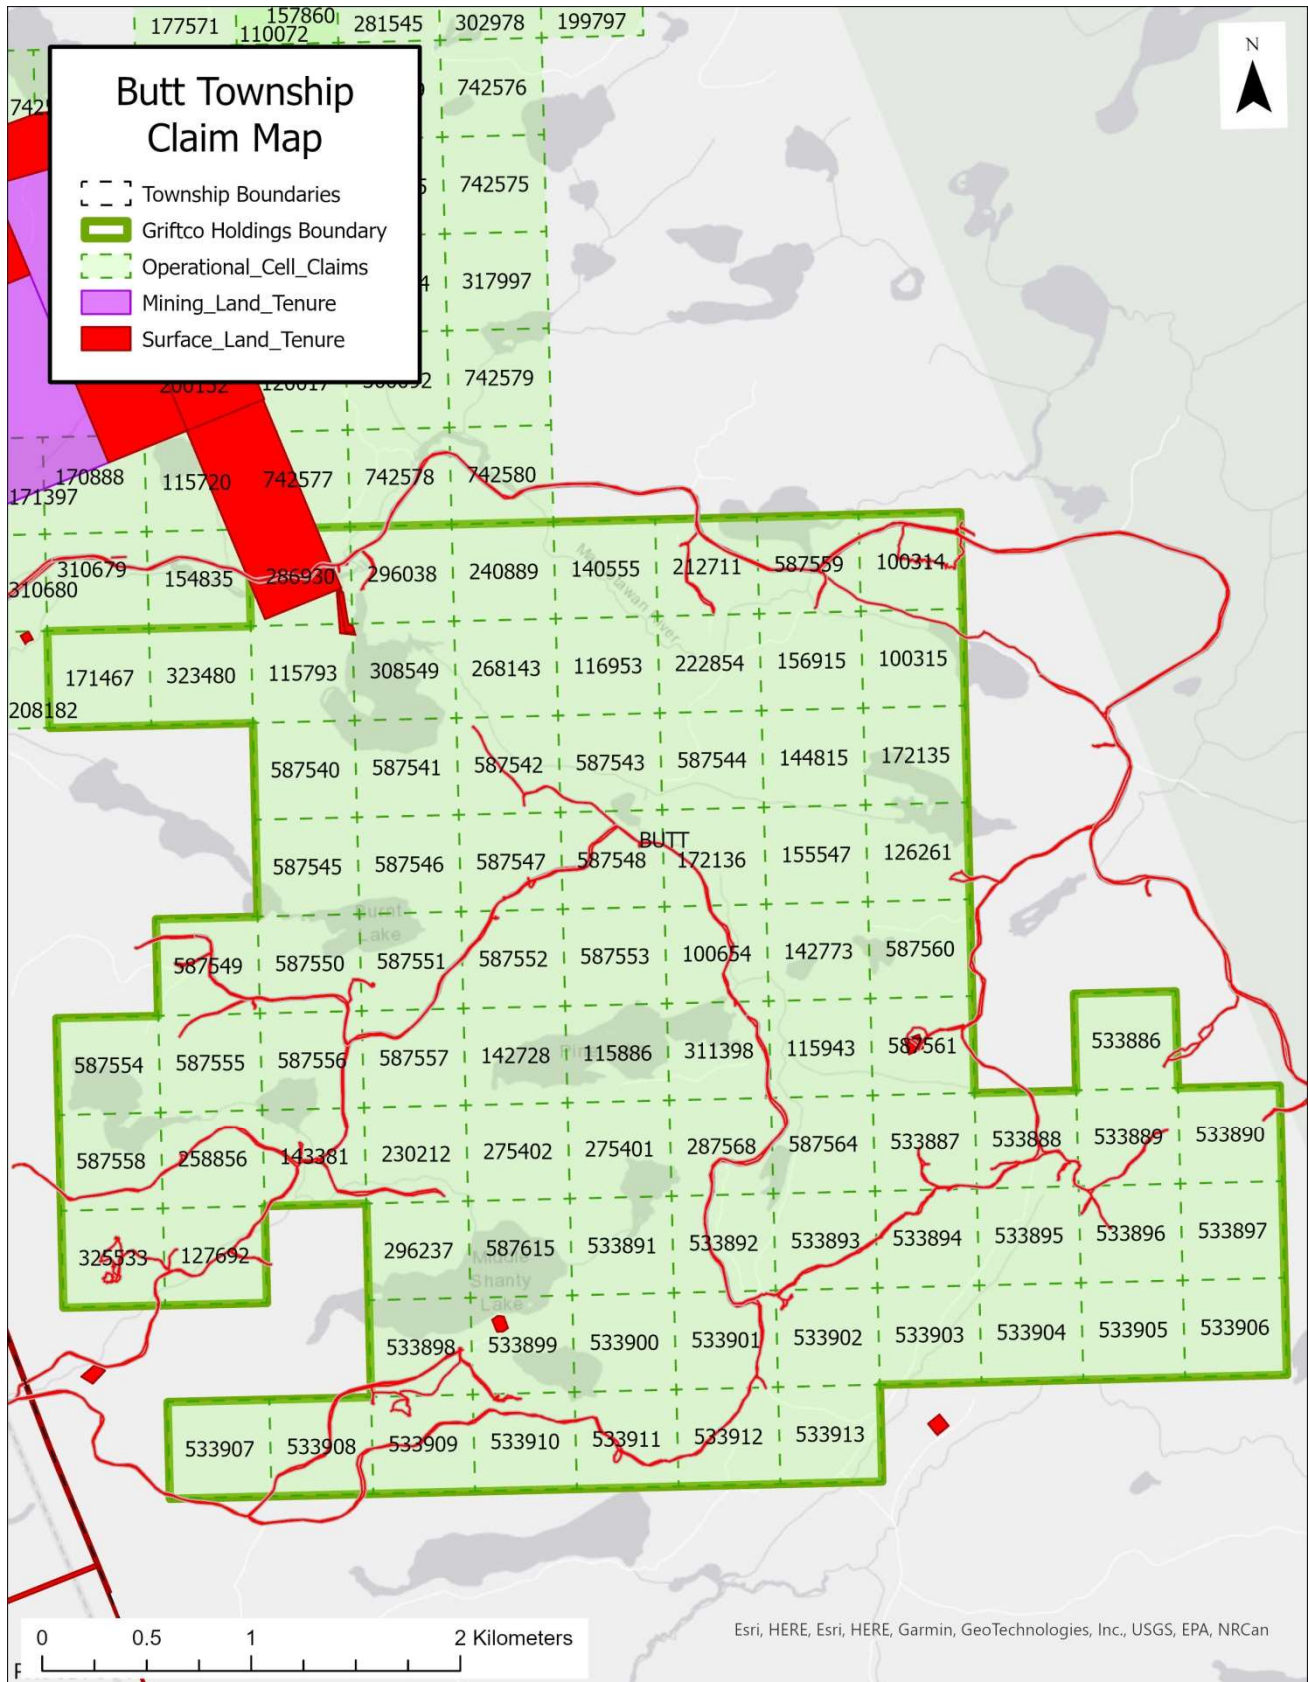 177571 157860 281545 302978 199797
110072
N
Butt Township
Claim Map
Township Boundaries
Griftco Holdings Boundary
Operational_Cell_Claims
Mining_Land_Tenure
Surface_Land_Tenure
742576
742575
317997
742579
170888 115720 742577 742578 742580
171397
310679 154835 286930 296038 240889 140555 212711 587559 100314
310680
Magnetawan River
171467 323480 115793 308549 268143 116953 222854 156915 100315
208182
587540 587541 587542 587543 587544 144815 172135
BUTT
587545 587546 587547 587548 172136 155547 126261
Burnt
Lake
587549 587550 587551 587552 587553 100654 142773 587560
587554 587555 587556 587557 142728 115886 311398 115943 587561 533886
587558 258856 143381 230212 275402 275401 287568 587564 533887 533888 533889 533890
325533 127692 296237 587615 533891 533892 533893 533894 533895 533896 533897
Middle
Shanty
Lake
533898 533899 533900 533901 533902 533903 533904 533905 533906
533907 533908 533909 533910 533911 533912 533913
0 0.5 1 2 Kilometers
Esri, HERE, Esri, HERE, Garmin, GeoTechnologies, Inc., USGS, EPA, NRCan